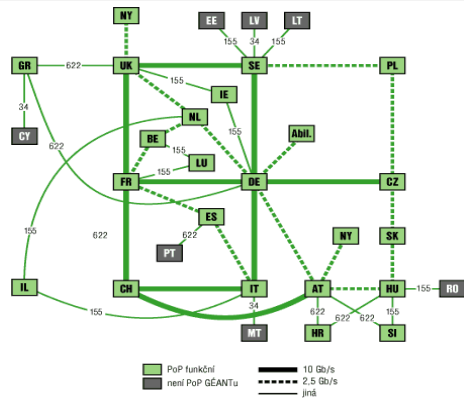 NY
EE LV LT
155 34 155
GR 622 UK SE PL
155
IE
34
NL
155
CY
622
BE
155
Abil.
LU
155
FR DE CZ
ES
622
622
NY
SK
155
PT
IL CH IT AT HU 155 RO
155
34
622 622 155 622
MT
HR SI
PoP funkční
není PoP GÉANTu
10 Gb/s
2,5 Gb/s
jiná